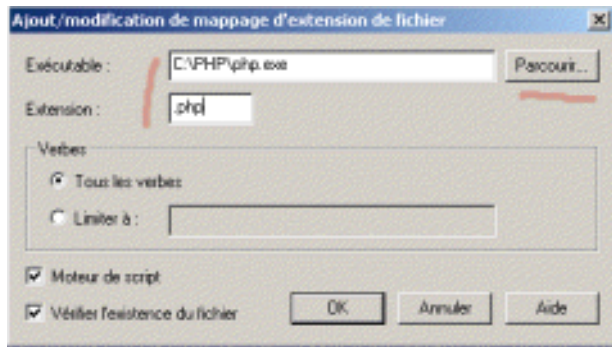 Ajout/modification de mappage d'extension de fichier
Exécutable : C:\PHP\php.exe Parcourir...
Extension : .php
Verbes
Tous les verbes
Limiter à :
Moteur de script
Vérifier l'existence du fichier OK Annuler Aide